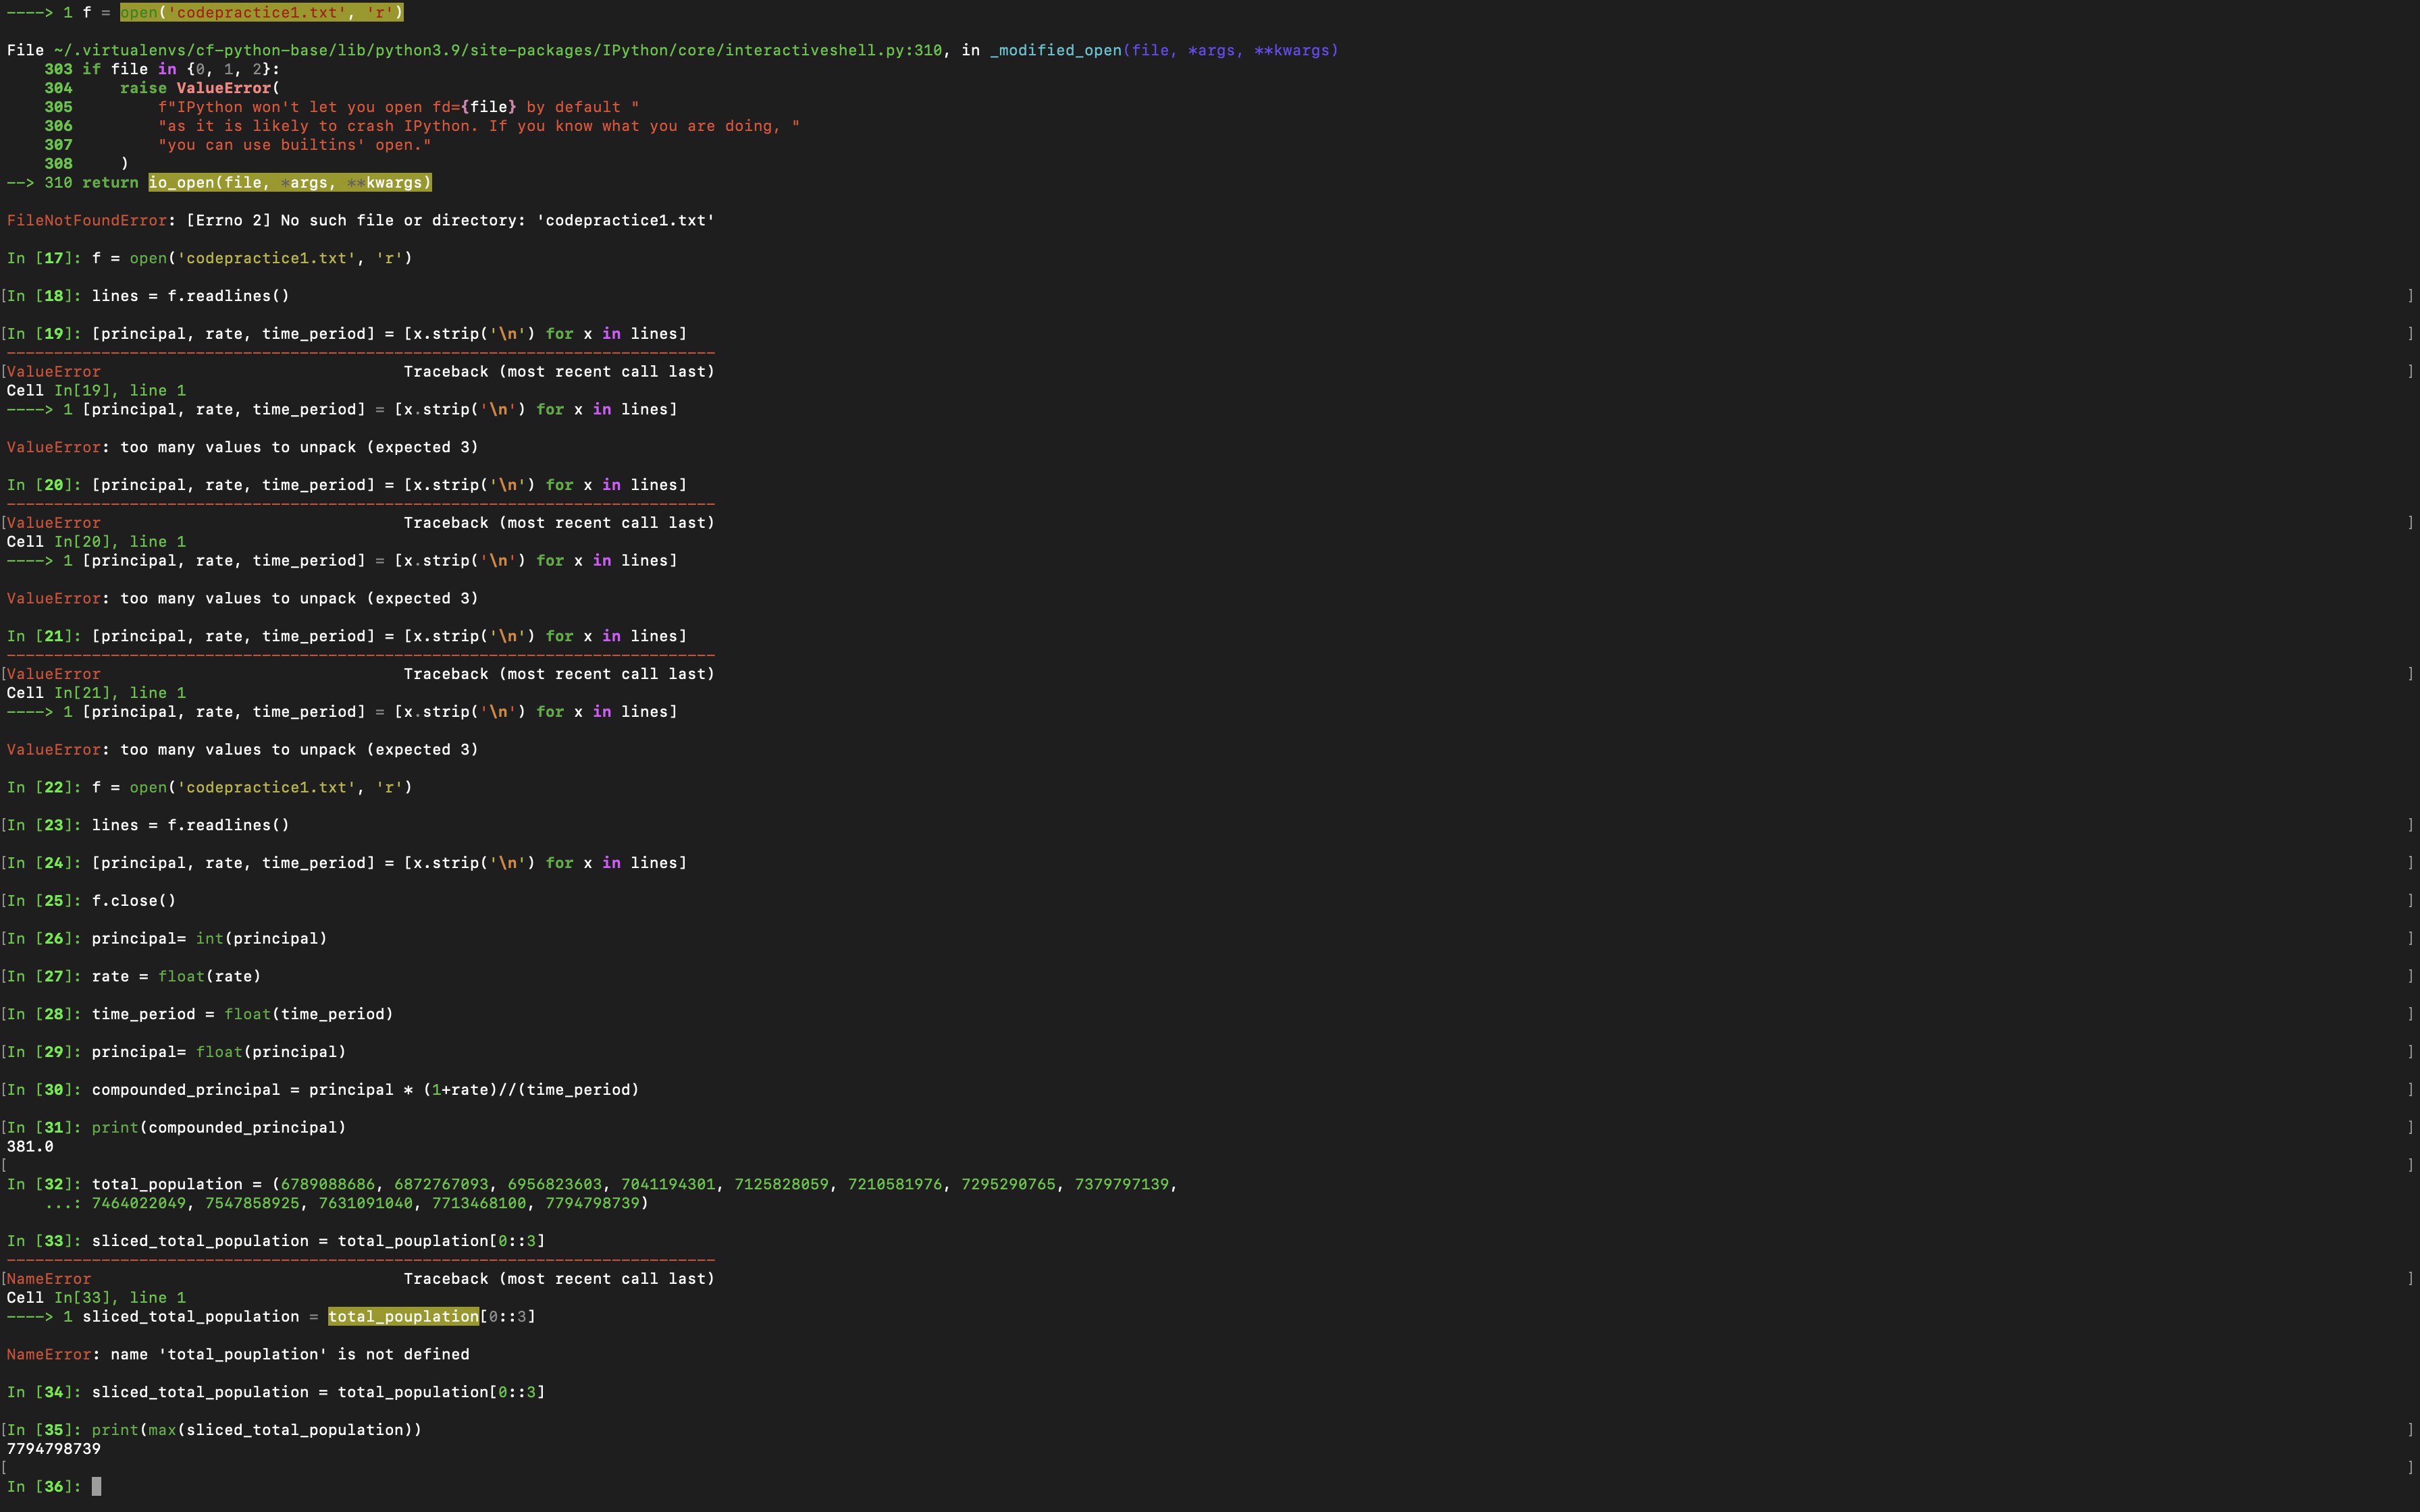 ----> 1 f = open('codepractice1.txt', 'r')
File ~/.virtualenvs/cf-python-base/lib/python3.9/site-packages/IPython/core/interactiveshell.py:310, in _modified_open(file, *args, **kwargs)
    303 if file in {0, 1, 2}:
    304     raise ValueError(
    305         f"IPython won't let you open fd={file} by default "
    306         "as it is likely to crash IPython. If you know what you are doing, "
    307         "you can use builtins' open."
    308     )
--> 310 return io_open(file, *args, **kwargs)
FileNotFoundError: [Errno 2] No such file or directory: 'codepractice1.txt'
In [17]: f = open('codepractice1.txt', 'r')
[In [18]: lines = f.readlines() ]
[In [19]: [principal, rate, time_period] = [x.strip('\n') for x in lines] ]
---------------------------------------------------------------------------
[ValueError                                Traceback (most recent call last) ]
Cell In[19], line 1
----> 1 [principal, rate, time_period] = [x.strip('\n') for x in lines]
ValueError: too many values to unpack (expected 3)
In [20]: [principal, rate, time_period] = [x.strip('\n') for x in lines]
---------------------------------------------------------------------------
[ValueError                                Traceback (most recent call last) ]
Cell In[20], line 1
----> 1 [principal, rate, time_period] = [x.strip('\n') for x in lines]
ValueError: too many values to unpack (expected 3)
In [21]: [principal, rate, time_period] = [x.strip('\n') for x in lines]
---------------------------------------------------------------------------
[ValueError                                Traceback (most recent call last) ]
Cell In[21], line 1
----> 1 [principal, rate, time_period] = [x.strip('\n') for x in lines]
ValueError: too many values to unpack (expected 3)
In [22]: f = open('codepractice1.txt', 'r')
[In [23]: lines = f.readlines() ]
[In [24]: [principal, rate, time_period] = [x.strip('\n') for x in lines] ]
[In [25]: f.close() ]
[In [26]: principal= int(principal) ]
[In [27]: rate = float(rate) ]
[In [28]: time_period = float(time_period) ]
[In [29]: principal= float(principal) ]
[In [30]: compounded_principal = principal * (1+rate)//(time_period) ]
[In [31]: print(compounded_principal) ]
381.0
[ ]
In [32]: total_population = (6789088686, 6872767093, 6956823603, 7041194301, 7125828059, 7210581976, 7295290765, 7379797139,
    ...: 7464022049, 7547858925, 7631091040, 7713468100, 7794798739)
In [33]: sliced_total_population = total_pouplation[0::3]
---------------------------------------------------------------------------
[NameError                                 Traceback (most recent call last) ]
Cell In[33], line 1
----> 1 sliced_total_population = total_pouplation[0::3]
NameError: name 'total_pouplation' is not defined
In [34]: sliced_total_population = total_population[0::3]
[In [35]: print(max(sliced_total_population)) ]
7794798739
[ ]
In [36]: